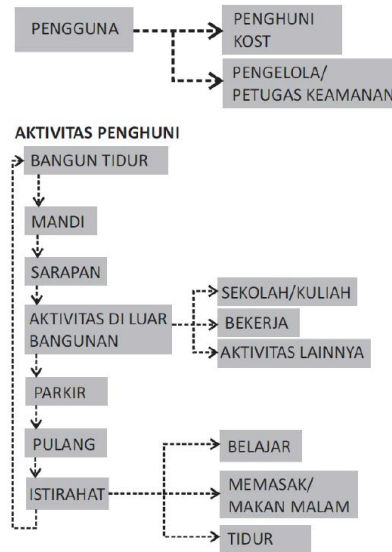 PENGGUNA
PENGHUNI
KOST
PENGELOLA/
PETUGAS KEAMANAN
AKTIVITAS PENGHUNI
BANGUN TIDUR
MANDI
SARAPAN
AKTIVITAS DI LUAR
BANGUNAN
SEKOLAH/KULIAH
BEKERJA
AKTIVITAS LAINNYA
PARKIR
PULANG
ISTIRAHAT
BELAJAR
MEMASAK/
MAKAN MALAM
TIDUR